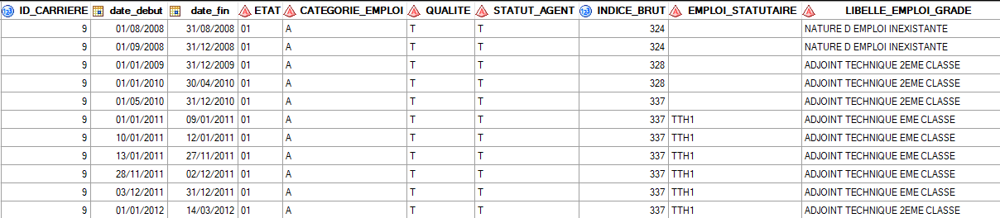 ID_CARRIERE date_debut date_fin ETAT CATEGORIE_EMPLOI QUALITE STATUT_AGENT INDICE_BRUT EMPLOI_STATUTAIRE LIBELLE_EMPLOI_GRADE
9 01/08/2008 31/08/2008 01 A T T 324 NATURE D EMPLOI INEXISTANTE
9 01/09/2008 31/12/2008 01 A T T 324 NATURE D EMPLOI INEXISTANTE
9 01/01/2009 31/12/2009 01 A T T 328 ADJOINT TECHNIQUE 2EME CLASSE
9 01/01/2010 30/04/2010 01 A T T 328 ADJOINT TECHNIQUE 2EME CLASSE
9 01/05/2010 31/12/2010 01 A T T 337 ADJOINT TECHNIQUE 2EME CLASSE
9 01/01/2011 09/01/2011 01 A T T 337 TTH1 ADJOINT TECHNIQUE EME CLASSE
9 10/01/2011 12/01/2011 01 A T T 337 TTH1 ADJOINT TECHNIQUE EME CLASSE
9 13/01/2011 27/11/2011 01 A T T 337 TTH1 ADJOINT TECHNIQUE EME CLASSE
9 28/11/2011 02/12/2011 01 A T T 337 TTH1 ADJOINT TECHNIQUE EME CLASSE
9 03/12/2011 31/12/2011 01 A T T 337 TTH1 ADJOINT TECHNIQUE EME CLASSE
9 01/01/2012 14/03/2012 01 A T T 337 TTH1 ADJOINT TECHNIQUE 2EME CLASSE